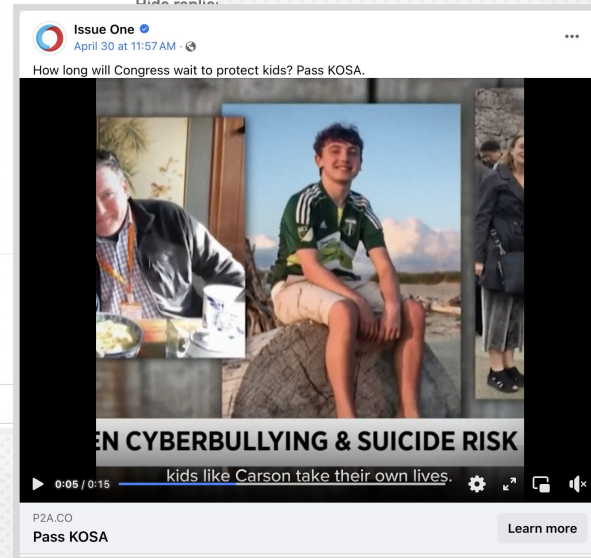 Issue One
April 30 at 11:57 AM ·
How long will Congress wait to protect kids? Pass KOSA.
EN CYBERBULLYING & SUICIDE RISK
kids like Carson take their own lives.
0:05 / 0:15
P2A.CO
Pass KOSA
Learn more